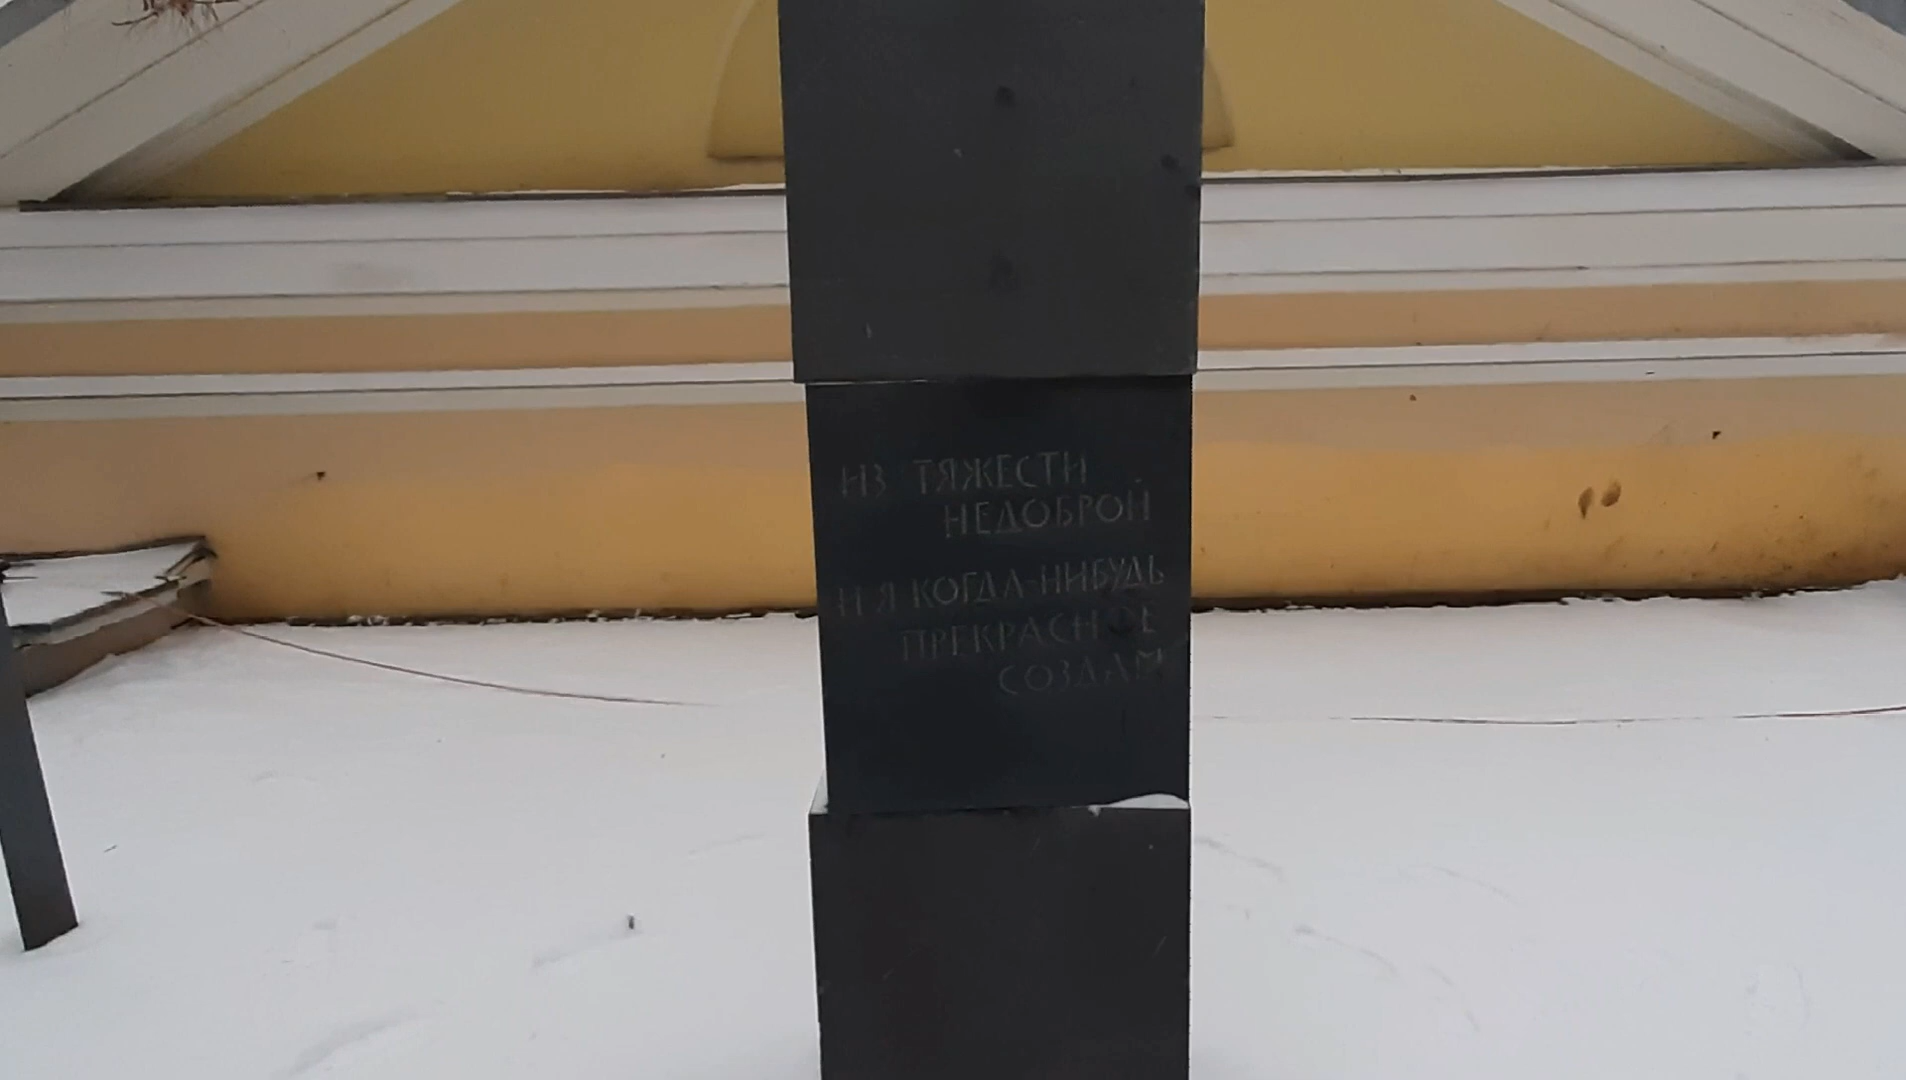 ИЗ ТЯЖЕСТИ
НЕДОБРОЙ
И Я КОГДА-НИБУДЬ
ПРЕКРАСНОЕ
СОЗДАМ